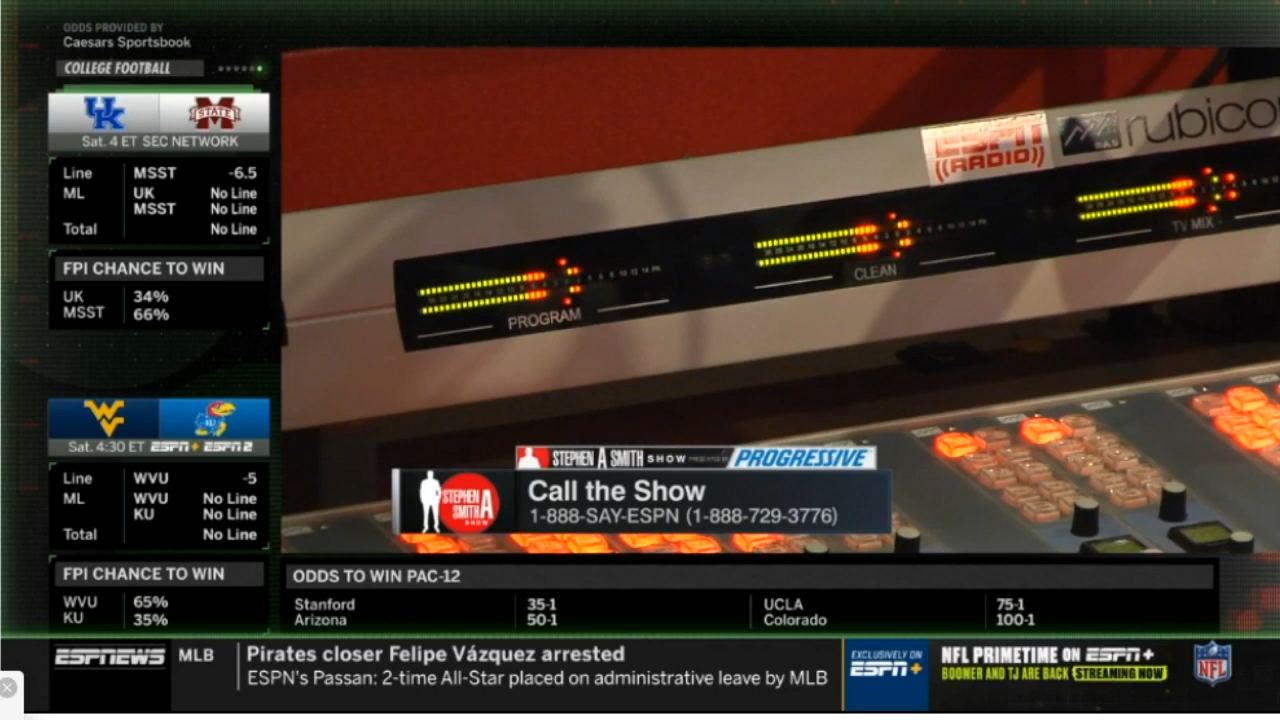 ODDS PROVIDED BY
Caesars Sportsbook
COLLEGE FOOTBALL
UK
STATE
Sat. 4 ET SEC NETWORK
Line MSST -6.5
ML UK No Line
MSST No Line
Total No Line
FPI CHANCE TO WIN
UK 34%
MSST 66%
WV
KU
Sat. 4:30 ET ESPN+ ESPN2
Line WVU -5
ML WVU No Line
KU No Line
Total No Line
FPI CHANCE TO WIN
WVU 65%
KU 35%
ESPN
((RADIO))
rubico
PROGRAM
CLEAN
TV MIX
STEPHEN A SMITH SHOW PRESENTED BY PROGRESSIVE
STEPHEN A
SMITH
SHOW
Call the Show
1-888-SAY-ESPN (1-888-729-3776)
ODDS TO WIN PAC-12
Stanford 35-1 UCLA 75-1
Arizona 50-1 Colorado 100-1
ESPNEWS MLB
Pirates closer Felipe Vázquez arrested
ESPN's Passan: 2-time All-Star placed on administrative leave by MLB
EXCLUSIVELY ON
ESPN+
NFL PRIMETIME ON ESPN+
BOOMER AND TJ ARE BACK STREAMING NOW
NFL